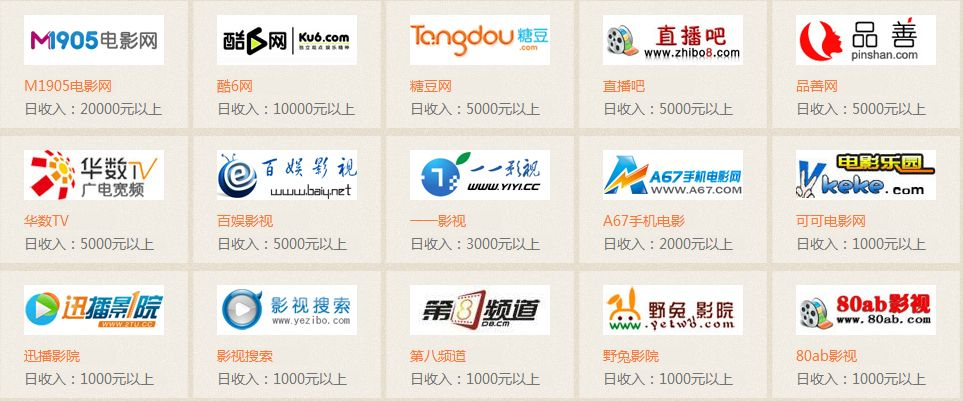 M1905电影网
酷6网 Ku6.com
Tangdou糖豆
.com
直播吧
www.zhibo8.com
品善
pinshan.com
M1905电影网
酷6网
糖豆网
直播吧
品善网
日收入：20000元以上
日收入：10000元以上
日收入：5000元以上
日收入：5000元以上
日收入：5000元以上
华数TV
广电宽频
百娱影视
www.baiy.net
一一影视
www.YIYI.CC
A67手机电影网
WWW.A67.COM
电影乐园
Vkeke.com
华数TV
百娱影视
一一影视
A67手机电影
可可电影网
日收入：5000元以上
日收入：5000元以上
日收入：3000元以上
日收入：2000元以上
日收入：1000元以上
迅播影院
WWW.2TU.CC
影视搜索
www.yezibo.com
第8频道
D8.CM
野兔影院
www.yetwd.com
80ab影视
www.80ab.com
迅播影院
影视搜索
第八频道
野兔影院
80ab影视
日收入：1000元以上
日收入：1000元以上
日收入：1000元以上
日收入：1000元以上
日收入：1000元以上